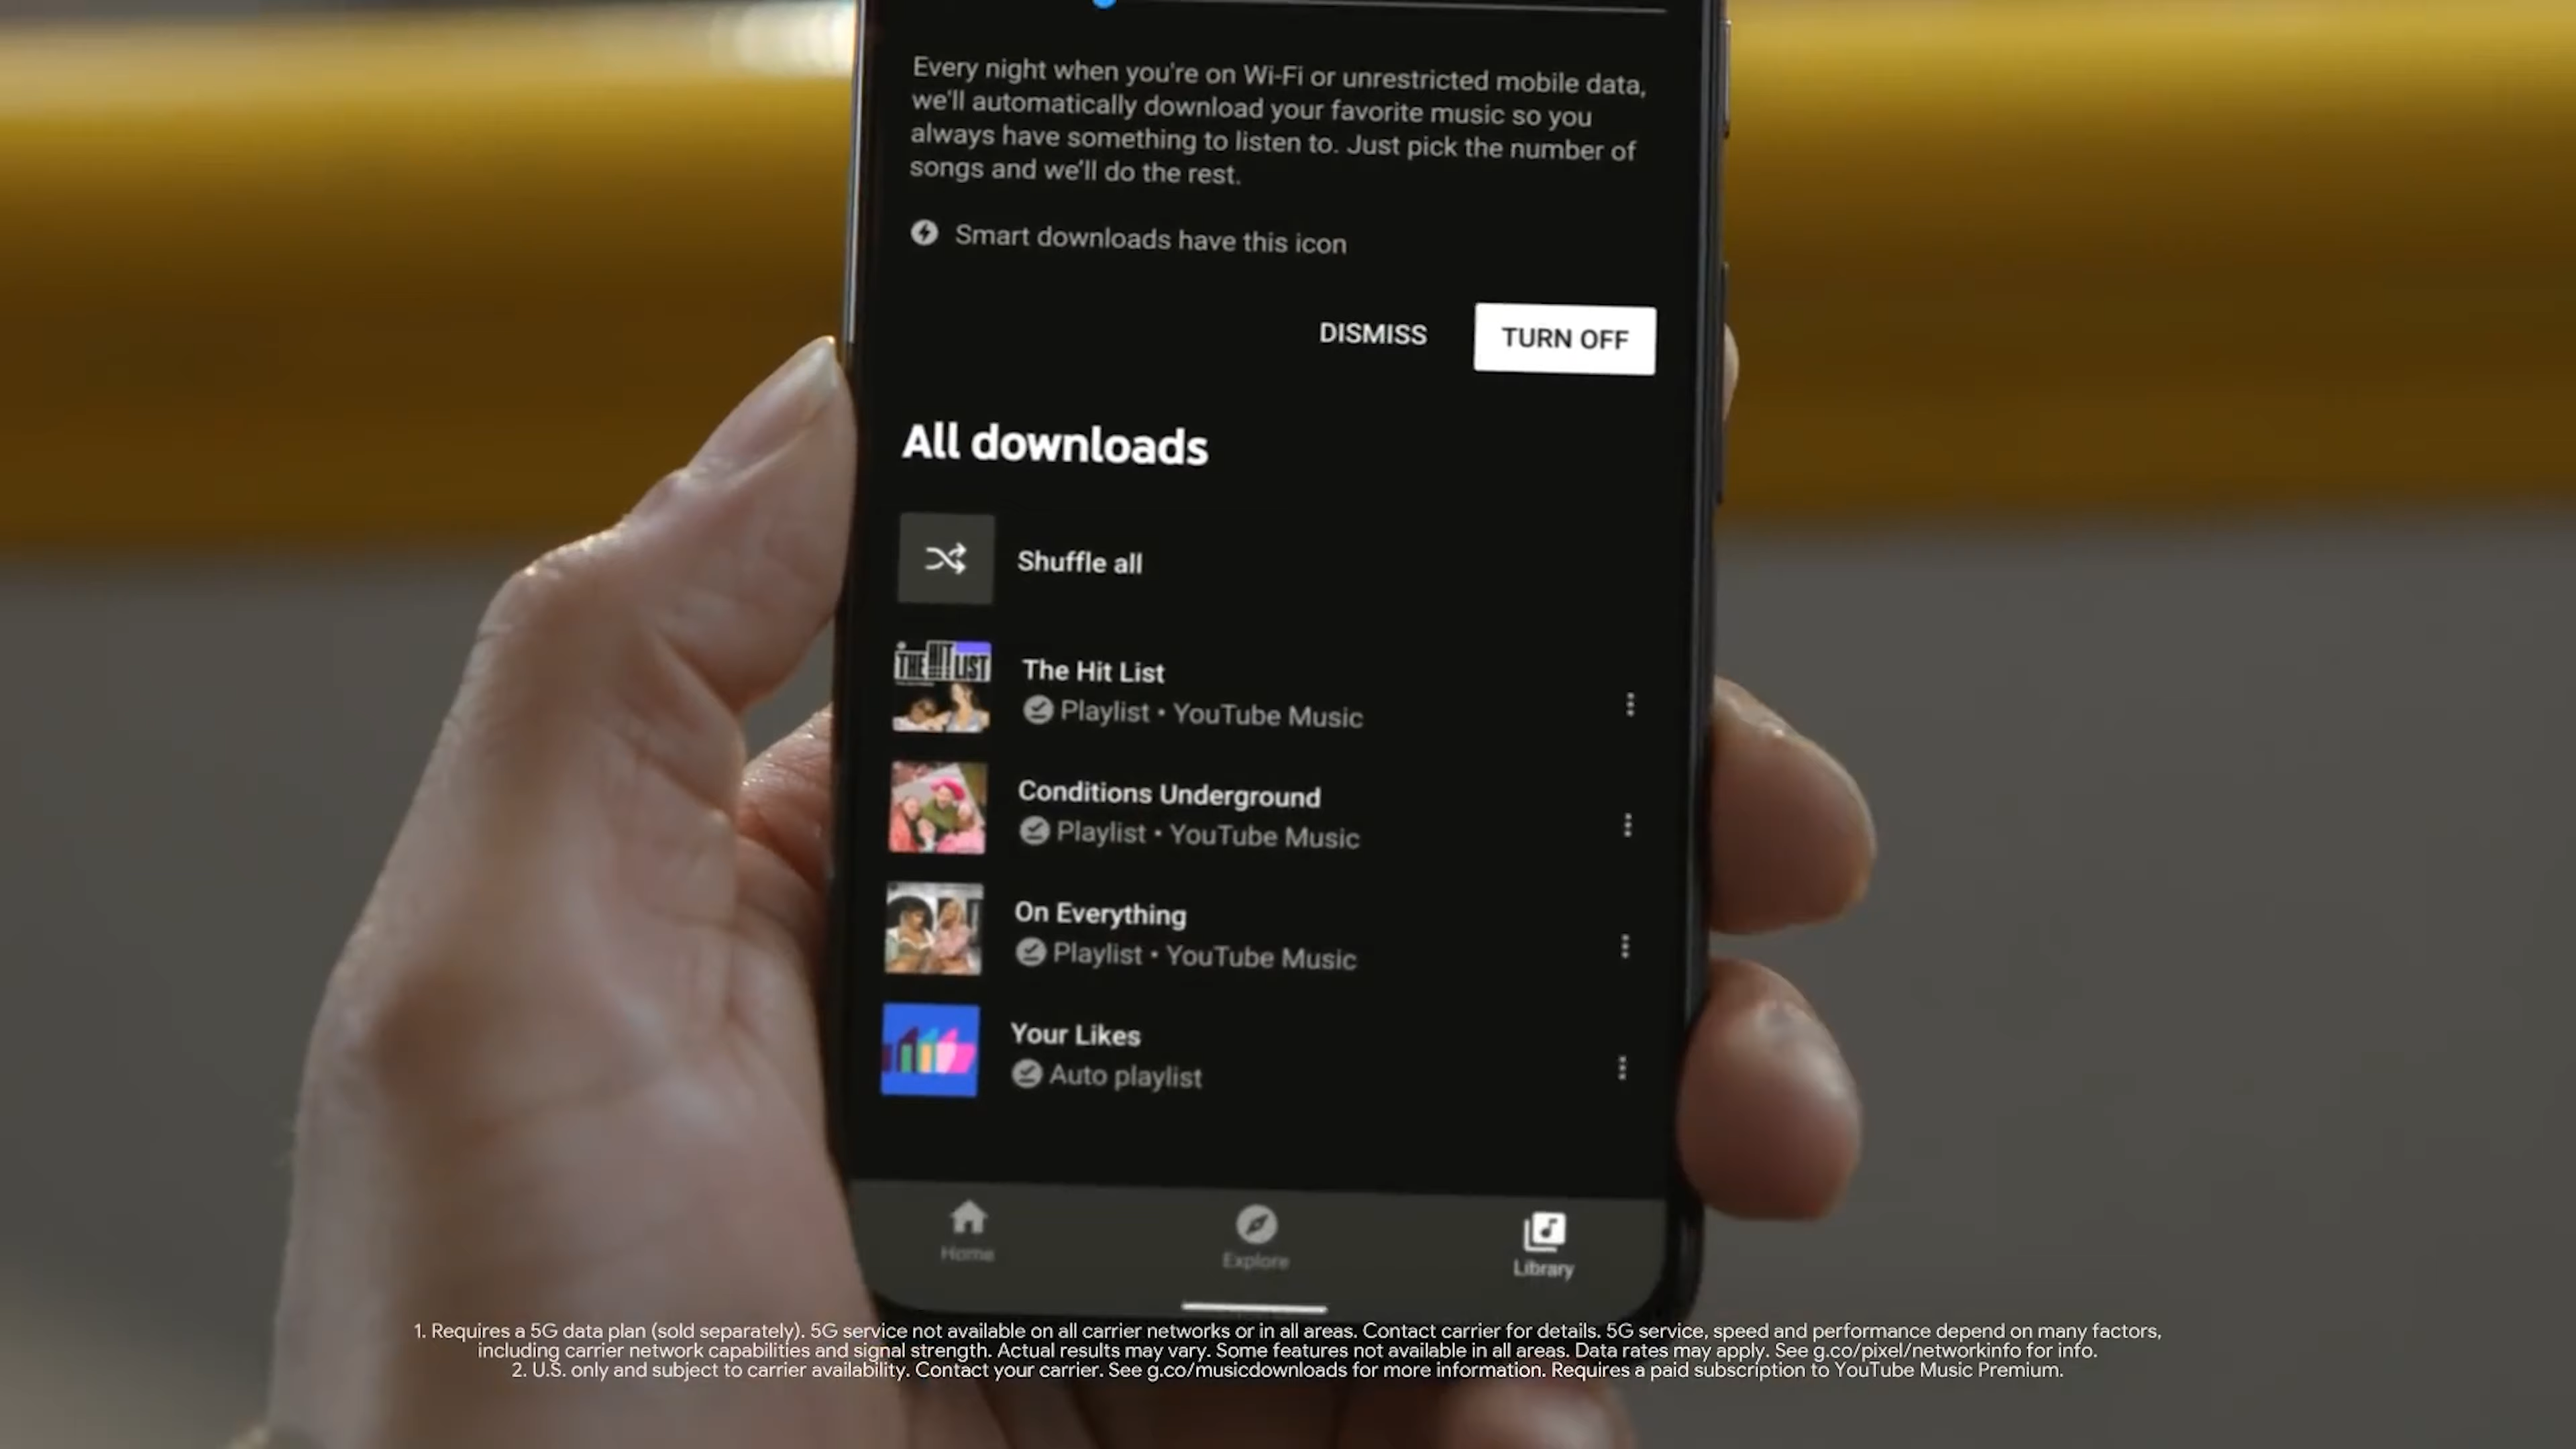 Every night when you're on Wi-Fi or unrestricted mobile data,
we'll automatically download your favorite music so you
always have something to listen to. Just pick the number of
songs and we'll do the rest.
Smart downloads have this icon
DISMISS
TURN OFF
All downloads
Shuffle all
THE HIT LIST
The Hit List
Playlist • YouTube Music
Conditions Underground
Playlist • YouTube Music
On Everything
Playlist • YouTube Music
Your Likes
Auto playlist
Home
Explore
Library
1. Requires a 5G data plan (sold separately). 5G service not available on all carrier networks or in all areas. Contact carrier for details. 5G service, speed and performance depend on many factors,
including carrier network capabilities and signal strength. Actual results may vary. Some features not available in all areas. Data rates may apply. See g.co/pixel/networkinfo for info.
2. U.S. only and subject to carrier availability. Contact your carrier. See g.co/musicdownloads for more information. Requires a paid subscription to YouTube Music Premium.